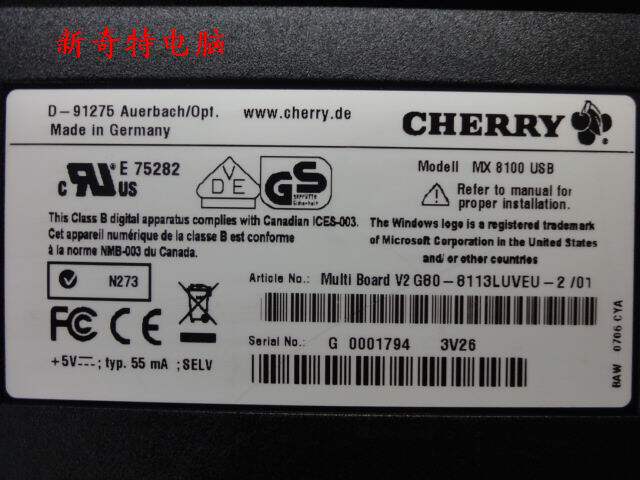 新奇特电脑
D-91275 Auerbach/Opf. www.cherry.de
Made in Germany
CHERRY
®
Modell MX 8100 USB
c RU US E 75282
VDE
GS
geprüfte
Sicherheit
Refer to manual for
proper installation.
This Class B digital apparatus complies with Canadian ICES-003.
Cet appareil numérique de la classe B est conforme
à la norme NMB-003 du Canada.
The Windows logo is a registered trademark
of Microsoft Corporation in the United States
and/or other countries
N273
Article No.: Multi Board V2 G80-8113LUVEU-2 /01
FC CE
Serial No.: G 0001794 3V26
+5V⎓; typ. 55 mA ;SELV
BAW 0706 CYA